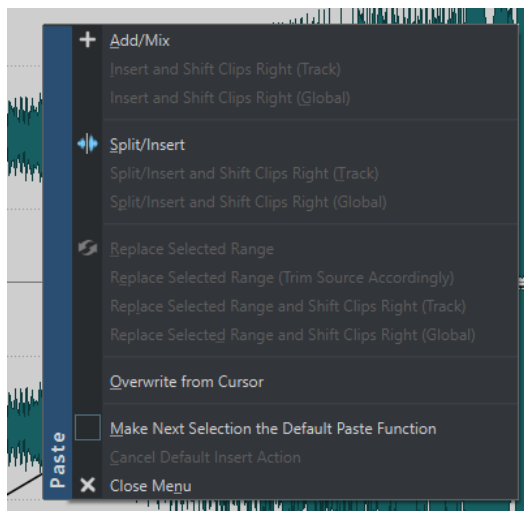 Add/Mix
Insert and Shift Clips Right (Track)
Insert and Shift Clips Right (Global)
Split/Insert
Split/Insert and Shift Clips Right (Track)
Split/Insert and Shift Clips Right (Global)
Replace Selected Range
Replace Selected Range (Trim Source Accordingly)
Replace Selected Range and Shift Clips Right (Track)
Replace Selected Range and Shift Clips Right (Global)
Overwrite from Cursor
Make Next Selection the Default Paste Function
Cancel Default Insert Action
Close Menu
Paste